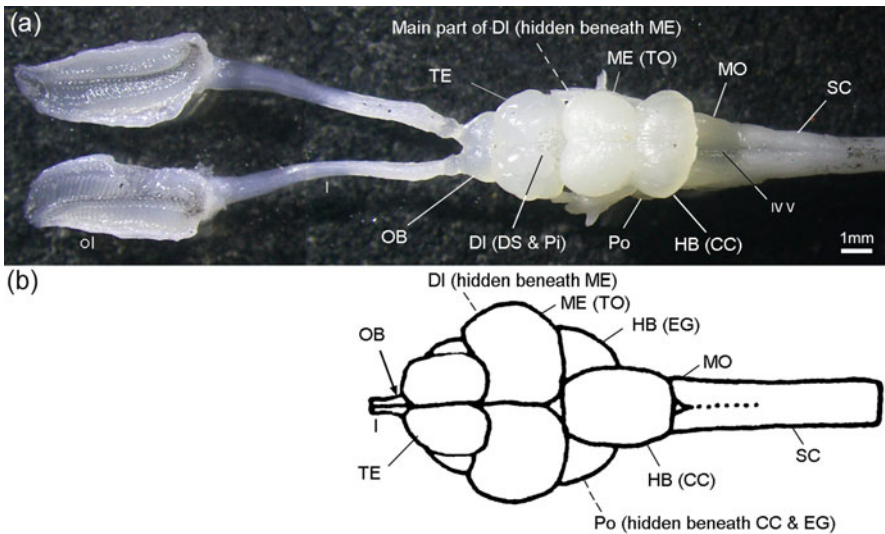 (a)
Main part of DI (hidden beneath ME)
ME (TO)
TE
MO
SC
I
ol
OB
DI (DS & Pi)
Po
HB (CC)
IV V
1mm
(b)
DI (hidden beneath ME)
ME (TO)
OB
HB (EG)
MO
I
TE
SC
HB (CC)
Po (hidden beneath CC & EG)